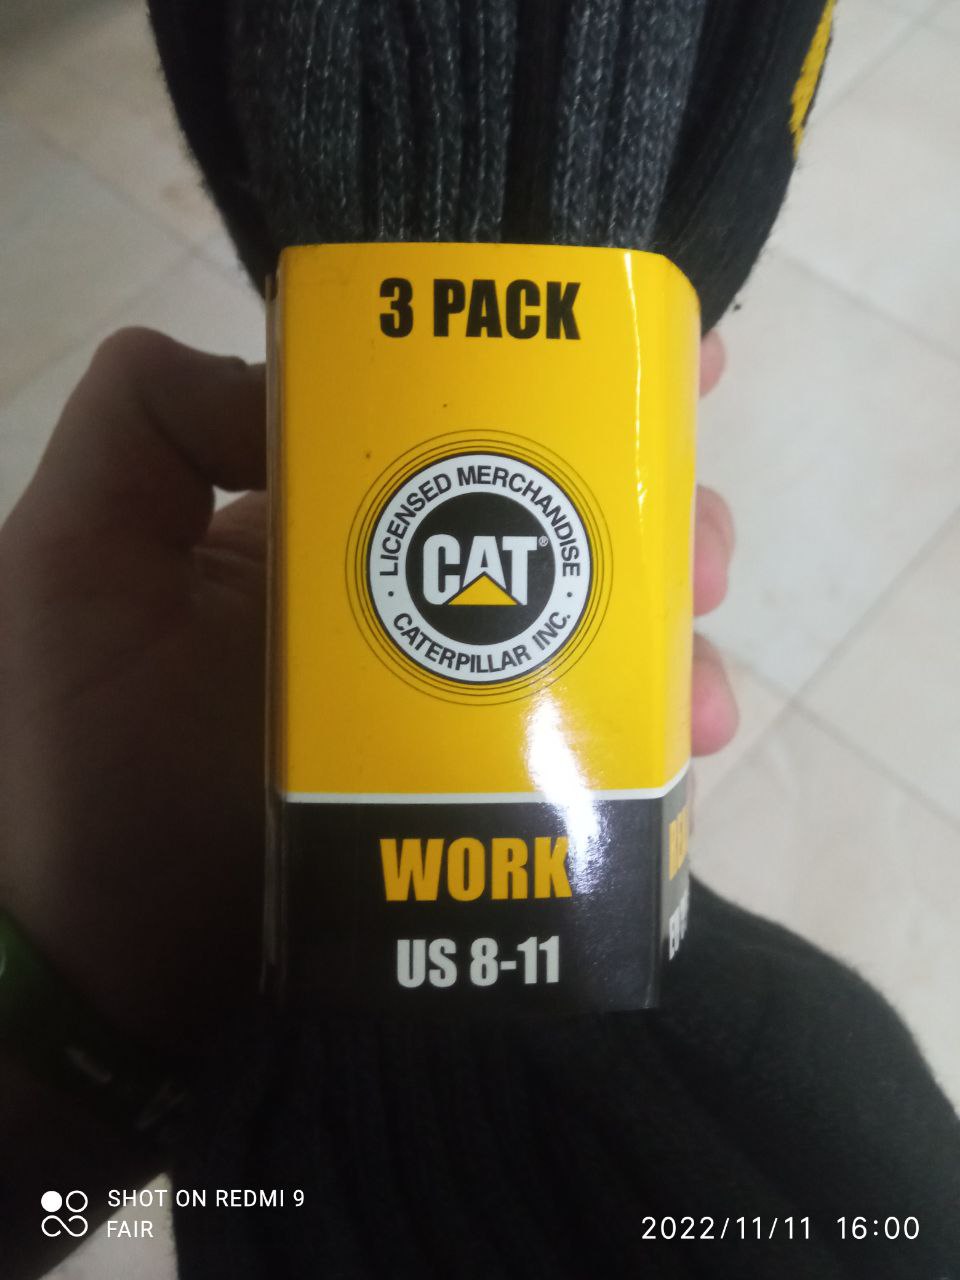 3 PACK
LICENSED MERCHANDISE
CAT®
· CATERPILLAR INC. ·
WORK
US 8-11
SHOT ON REDMI 9
FAIR
2022/11/11 16:00